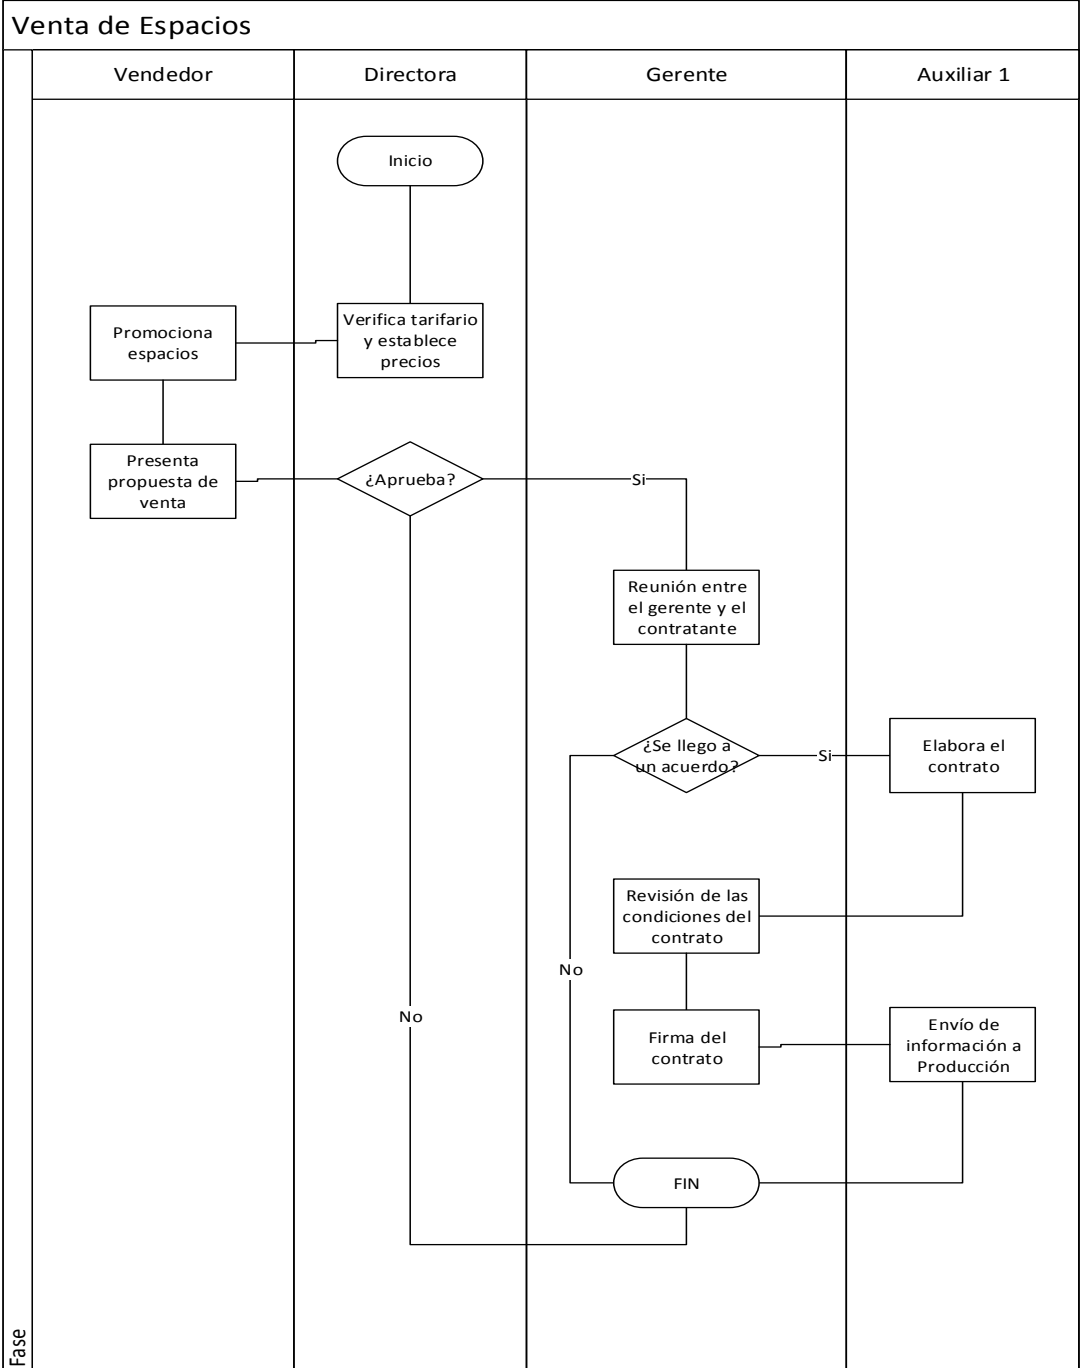 Venta de Espacios
Vendedor
Directora
Gerente
Auxiliar 1
Inicio
Verifica tarifario
y establece
precios
Promociona
espacios
Presenta
propuesta de
venta
¿Aprueba?
Si
Reunión entre
el gerente y el
contratante
¿Se llego a
un acuerdo?
Si
Elabora el
contrato
Revisión de las
condiciones del
contrato
No
No
Firma del
contrato
Envío de
información a
Producción
FIN
Fase